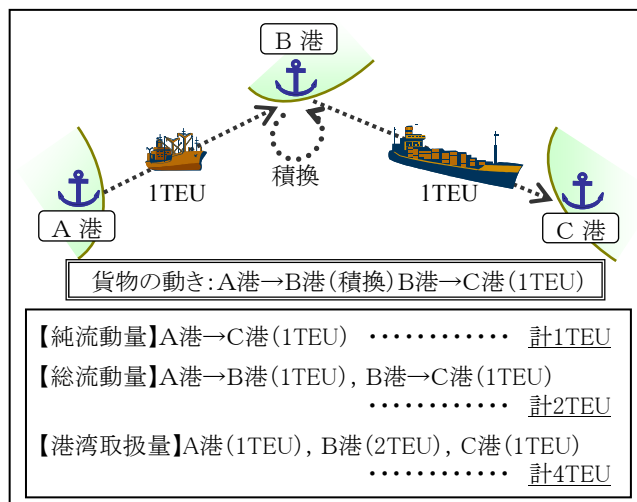 B 港
積換
1TEU
1TEU
A 港
C 港
貨物の動き:A港→B港(積換)B港→C港(1TEU)
【純流動量】A港→C港(1TEU) ‥‥‥‥‥‥ 計1TEU
【総流動量】A港→B港(1TEU), B港→C港(1TEU)
‥‥‥‥‥‥ 計2TEU
【港湾取扱量】A港(1TEU), B港(2TEU), C港(1TEU)
‥‥‥‥‥‥ 計4TEU